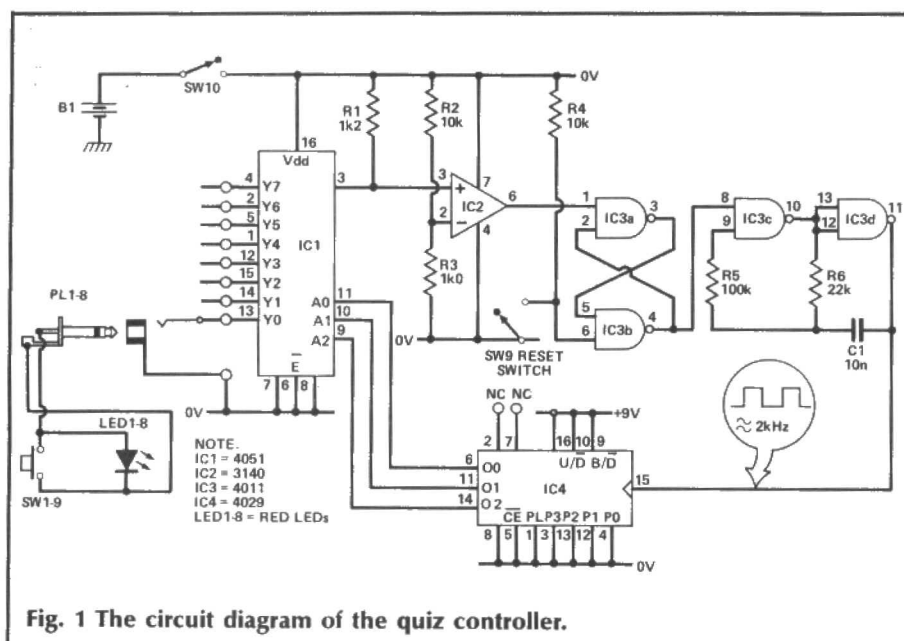 SW10
B1
0V
R1
1k2
R2
10k
R4
10k
16
Vdd
3
4 Y7
2 Y6
5 Y5
1 Y4
12 Y3
15 Y2
14 Y1
13 Y0
IC1
11 A0
10 A1
9 A2
E
7 6 8
3 +
2 −
IC2
7
6
4
R3
1k0
0V
SW9 RESET
SWITCH
1
2
IC3a
3
5
6
IC3b
4
8
9
IC3c
10
13
12
IC3d
11
R5
100k
R6
22k
C1
10n
PL1-8
0V
LED1-8
SW1-9
NOTE.
IC1 = 4051
IC2 = 3140
IC3 = 4011
IC4 = 4029
LED1-8 = RED LEDs
NC NC
+9V
2 7 16 10 9
U/D B/D
6 O0
11 O1
14 O2
IC4
15
CE PL P3 P2 P1 P0
8 5 1 3 13 12 4
0V
≈ 2kHz
Fig. 1 The circuit diagram of the quiz controller.